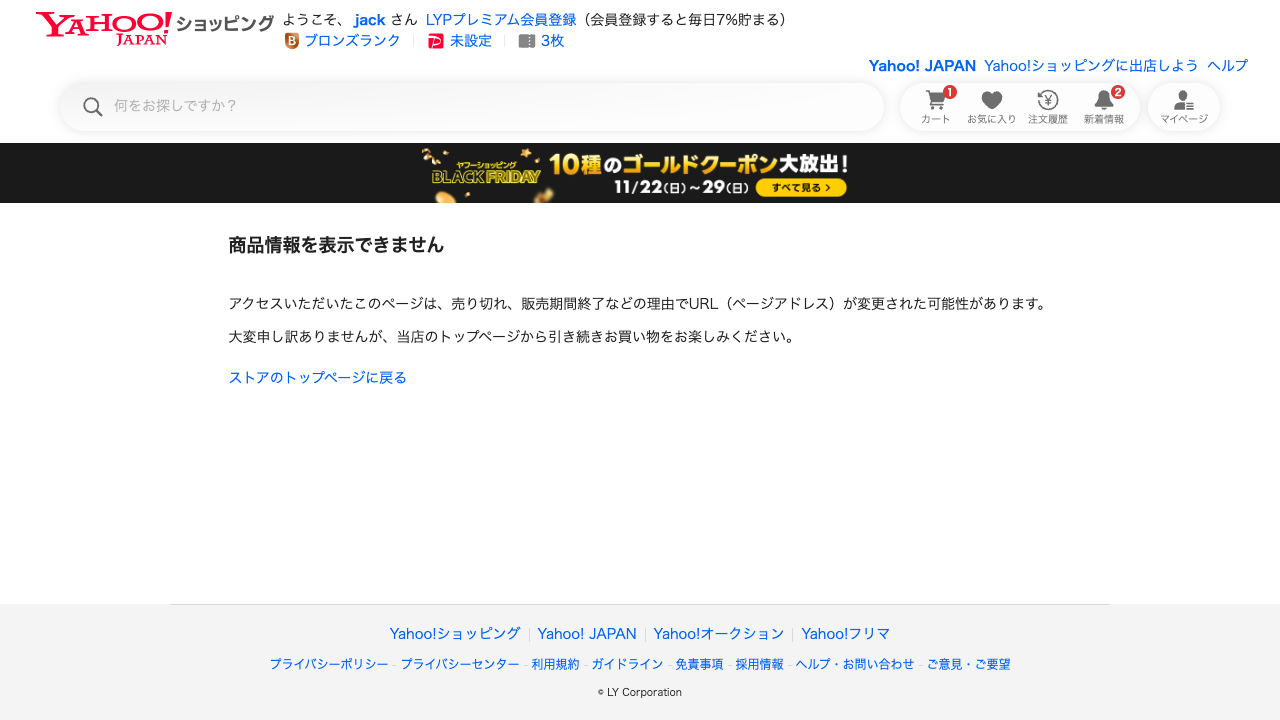 YAHOO! JAPAN ショッピング
ようこそ、 jack さん LYPプレミアム会員登録（会員登録すると毎日7%貯まる）
B ブロンズランク 未設定 3枚
Yahoo! JAPAN Yahoo!ショッピングに出店しよう ヘルプ
何をお探しですか？
1
2
カート お気に入り 注文履歴 新着情報 マイページ
ヤフーショッピング
BLACK FRIDAY
10種のゴールドクーポン大放出！
11/22(日)～29(日) すべて見る
商品情報を表示できません
アクセスいただいたこのページは、売り切れ、販売期間終了などの理由でURL（ページアドレス）が変更された可能性があります。
大変申し訳ありませんが、当店のトップページから引き続きお買い物をお楽しみください。
ストアのトップページに戻る
Yahoo!ショッピング Yahoo! JAPAN Yahoo!オークション Yahoo!フリマ
プライバシーポリシー - プライバシーセンター - 利用規約 - ガイドライン - 免責事項 - 採用情報 - ヘルプ・お問い合わせ - ご意見・ご要望
© LY Corporation